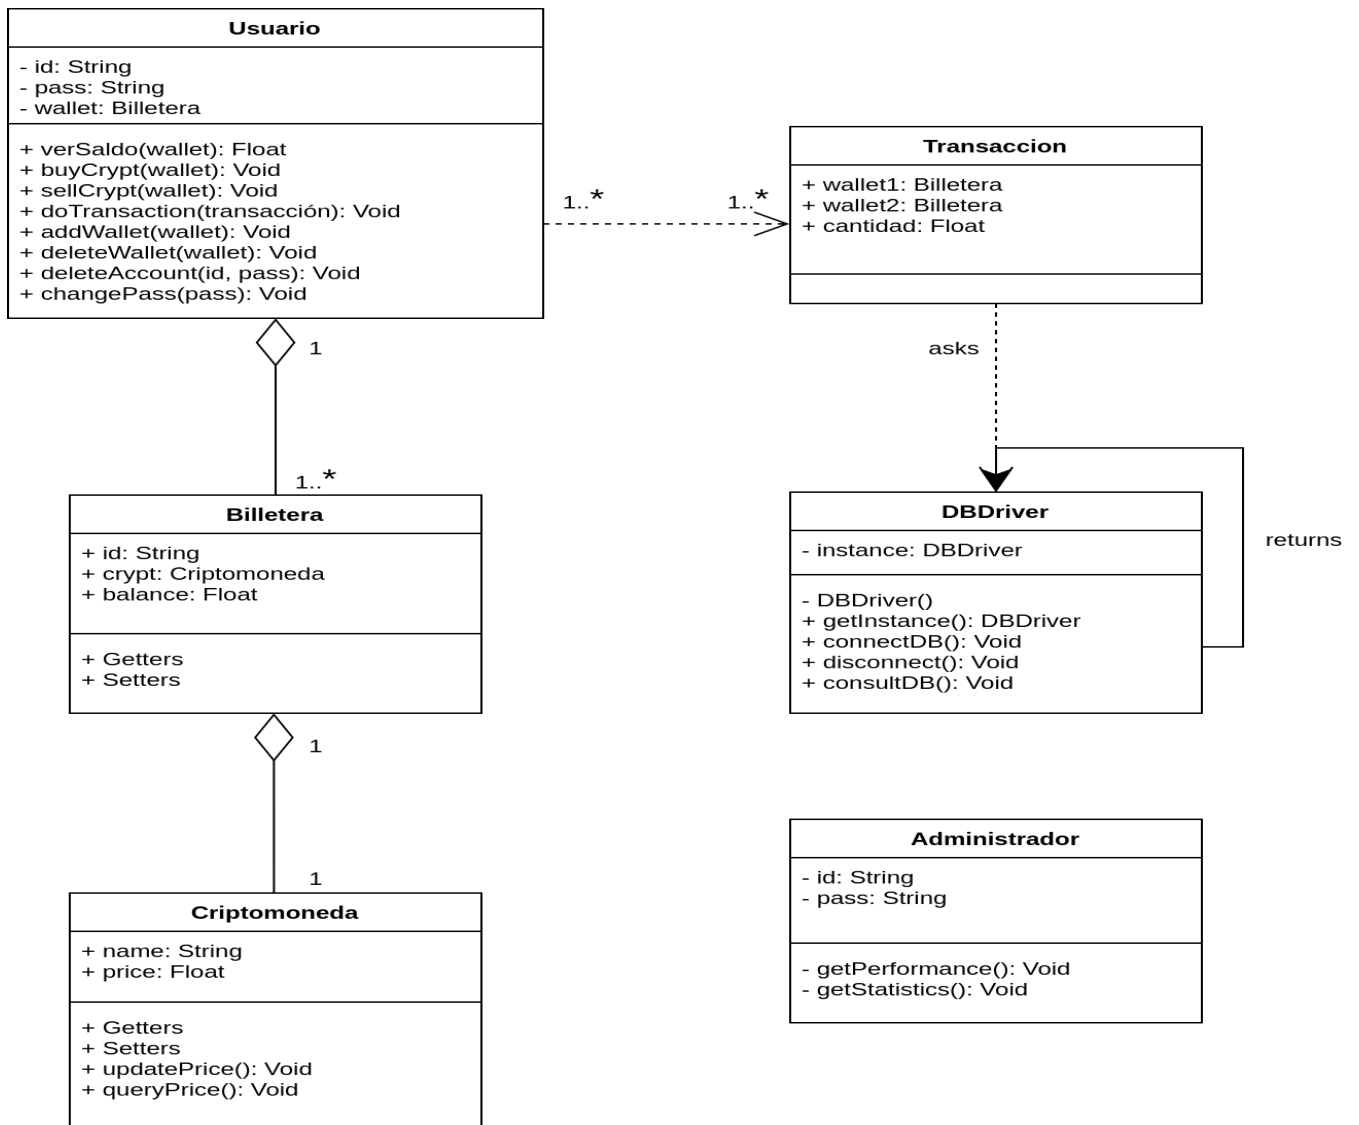 Usuario
- id: String
- pass: String
- wallet: Billetera
+ verSaldo(wallet): Float
+ buyCrypt(wallet): Void
+ sellCrypt(wallet): Void
+ doTransaction(transacción): Void
+ addWallet(wallet): Void
+ deleteWallet(wallet): Void
+ deleteAccount(id, pass): Void
+ changePass(pass): Void
1..*
1..*
Transaccion
+ wallet1: Billetera
+ wallet2: Billetera
+ cantidad: Float
1
asks
1..*
Billetera
+ id: String
+ crypt: Criptomoneda
+ balance: Float
+ Getters
+ Setters
DBDriver
- instance: DBDriver
- DBDriver()
+ getInstance(): DBDriver
+ connectDB(): Void
+ disconnect(): Void
+ consultDB(): Void
returns
1
1
Criptomoneda
+ name: String
+ price: Float
+ Getters
+ Setters
+ updatePrice(): Void
+ queryPrice(): Void
Administrador
- id: String
- pass: String
- getPerformance(): Void
- getStatistics(): Void